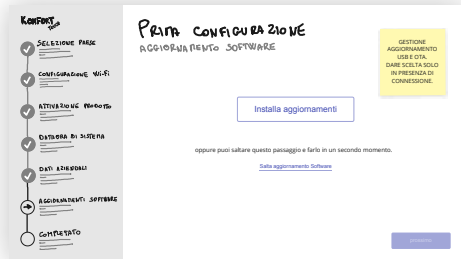 KONFORT
TOUCH
SELEZIONE PAESE
CONFIGURAZIONE Wi-Fi
ATTIVAZIONE PRODOTTO
DATAORA DI SISTEMA
DATI AZIENDALI
AGGIORNAMENTI SOFTWARE
COMPLETATO
PRIMA CONFIGURAZIONE
AGGIORNAMENTO SOFTWARE
GESTIONE
AGGIORNAMENTO
USB E OTA.
DARE SCELTA SOLO
IN PRESENZA DI
CONNESSIONE.
Installa aggiornamenti
oppure puoi saltare questo passaggio e farlo in un secondo momento.
Salta aggiornamento Software